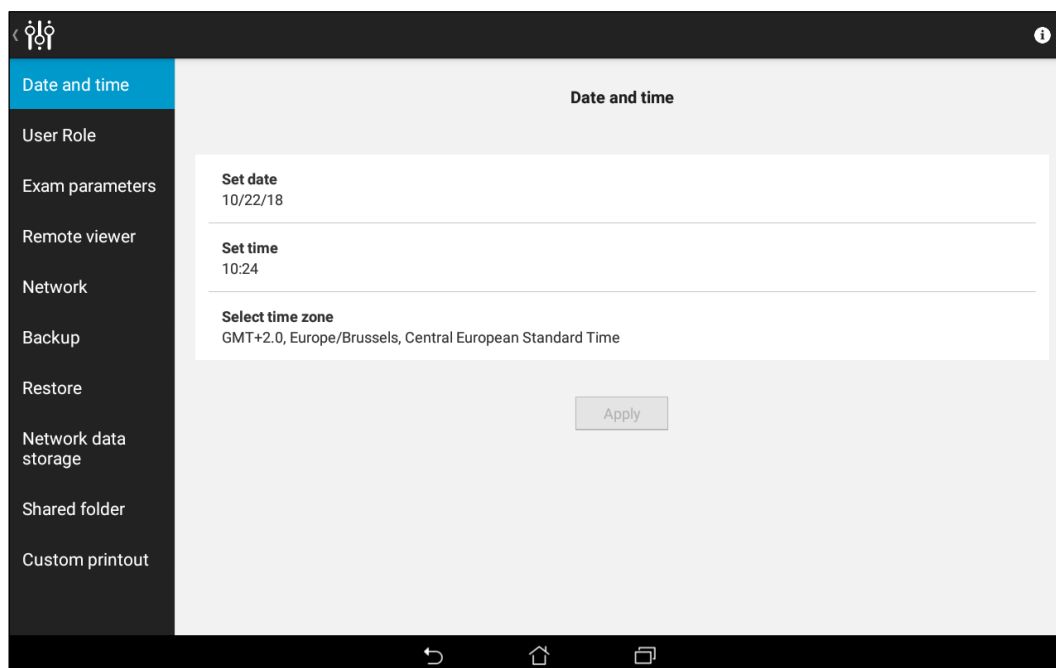 Date and time
User Role
Exam parameters
Remote viewer
Network
Backup
Restore
Network data
storage
Shared folder
Custom printout
Date and time
Set date
10/22/18
Set time
10:24
Select time zone
GMT+2.0, Europe/Brussels, Central European Standard Time
Apply